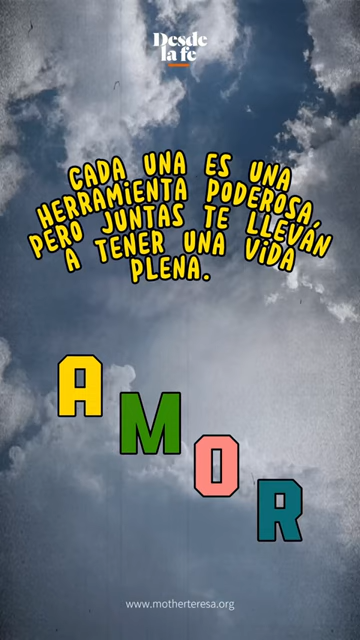 Desde
la fe
CADA UNA ES UNA
HERRAMiENTA PODEROSA,
PERO JUNTAS TE LLEVAN
A TENER UNA ViDA
PLENA.
A
M
O
R
www.motherteresa.org